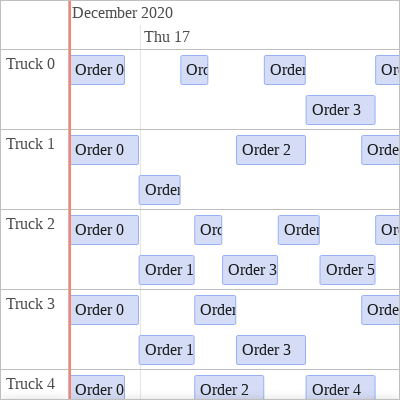 December 2020
Thu 17
Truck 0
Order 0
Ord
Order
Or
Order 3
Truck 1
Order 0
Order 2
Orde
Order
Truck 2
Order 0
Ord
Order
Or
Order 1
Order 3
Order 5
Truck 3
Order 0
Order
Orde
Order 1
Order 3
Truck 4
Order 0
Order 2
Order 4